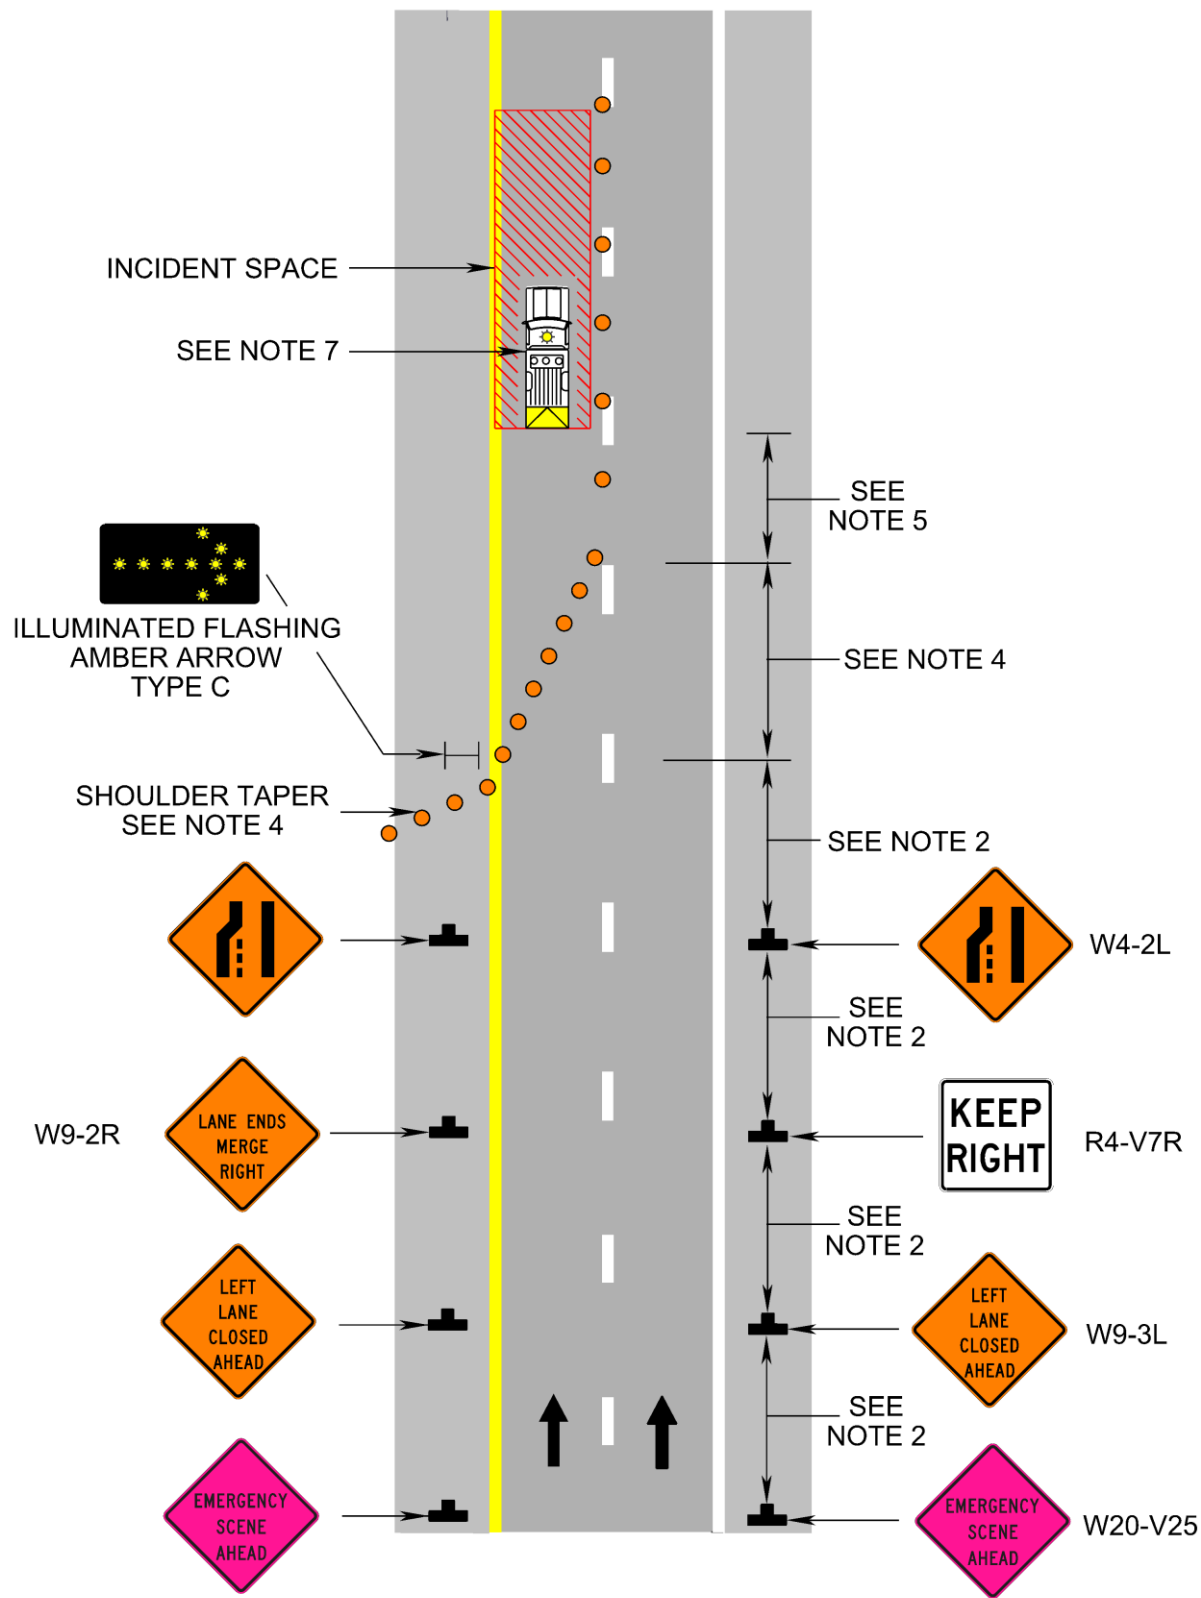 INCIDENT SPACE
SEE NOTE 7
SEE
NOTE 5
ILLUMINATED FLASHING
AMBER ARROW
TYPE C
SEE NOTE 4
SHOULDER TAPER
SEE NOTE 4
SEE NOTE 2
W4-2L
SEE
NOTE 2
W9-2R
LANE ENDS
MERGE
RIGHT
KEEP
RIGHT
R4-V7R
SEE
NOTE 2
LEFT
LANE
CLOSED
AHEAD
LEFT
LANE
CLOSED
AHEAD
W9-3L
SEE
NOTE 2
EMERGENCY
SCENE
AHEAD
EMERGENCY
SCENE
AHEAD
W20-V25